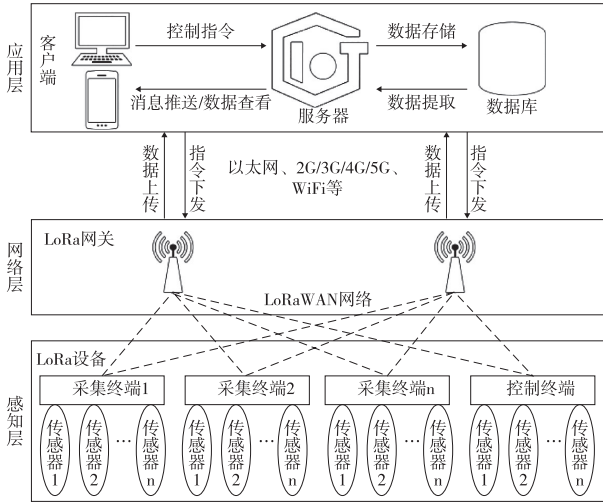 应用层
客户端
控制指令
IOT
数据存储
消息推送/数据查看
服务器
数据提取
数据库
数据上传
指令下发
以太网、2G/3G/4G/5G、
WiFi等
数据上传
指令下发
网络层
LoRa网关
LoRaWAN网络
感知层
LoRa设备
采集终端1
采集终端2
采集终端n
控制终端
传感器1
传感器2
…
传感器n
传感器1
传感器2
…
传感器n
传感器1
传感器2
…
传感器n
传感器1
传感器2
…
传感器n